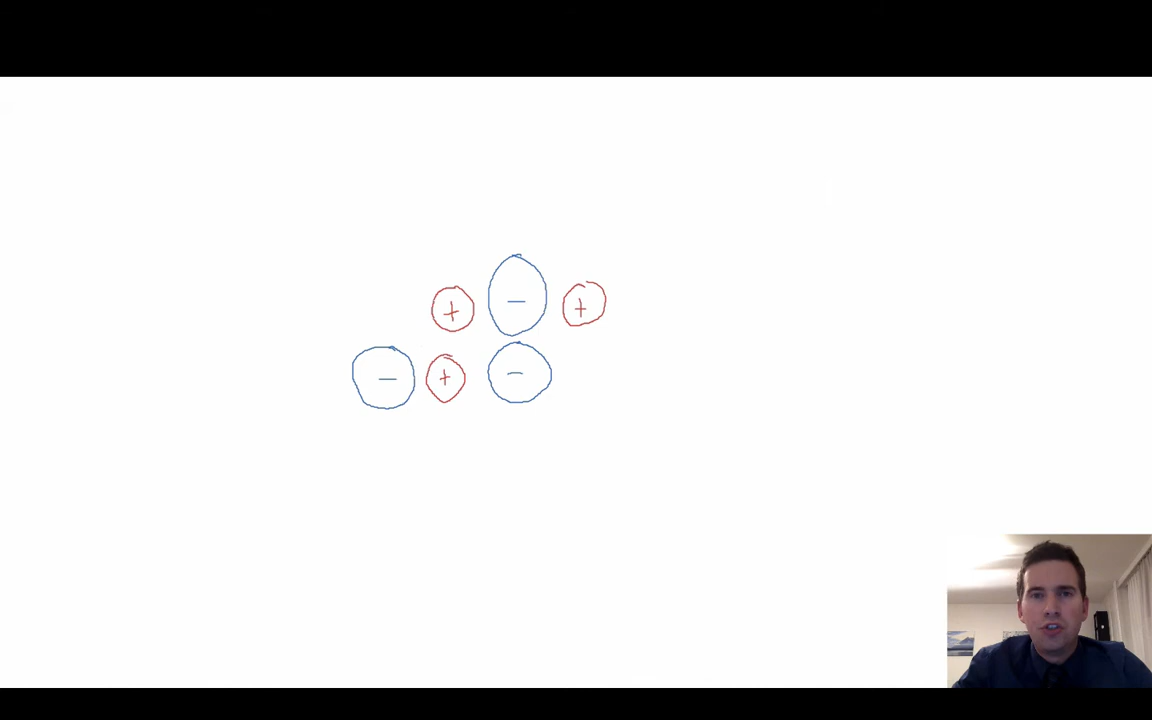 + − +
− + −